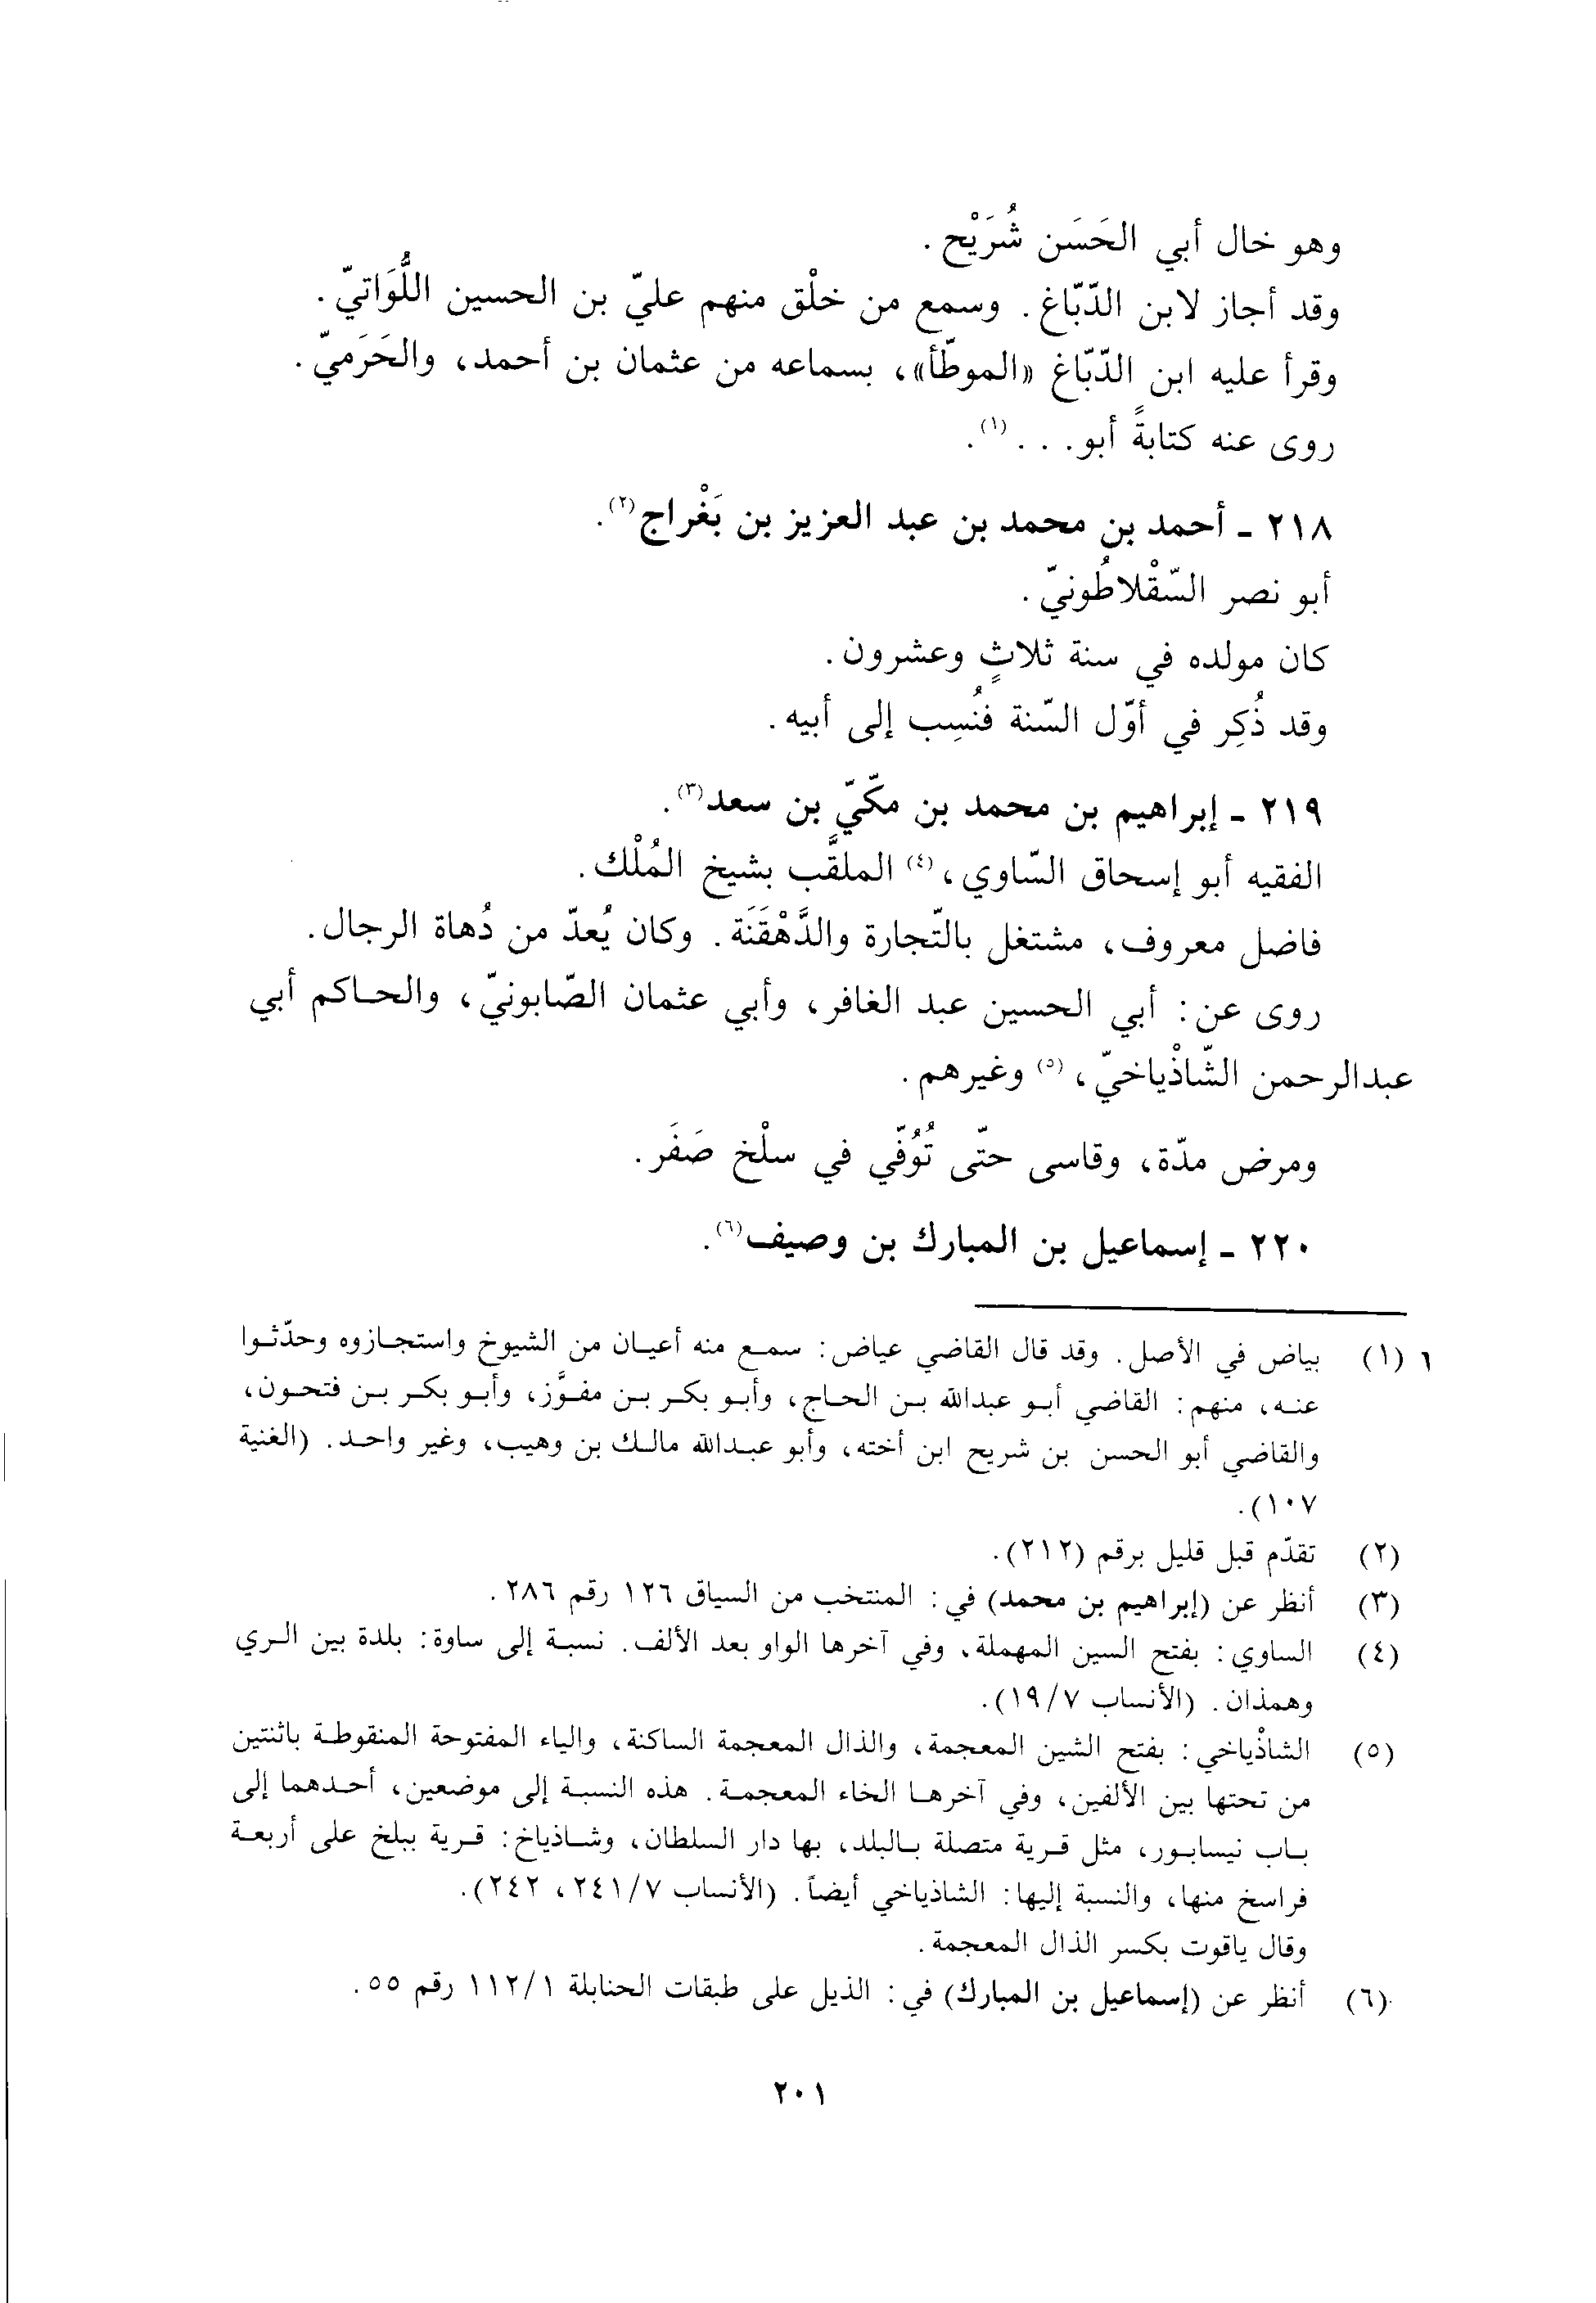 وهو خال أبي الحَسَن شُرَيْح.
وقد أجاز لابن الدّبّاغ. وسمع من خلْق منهم عليّ بن الحسين اللُّوَاتيّ.
وقرأ عليه ابن الدّبّاغ «الموطّأ»، بسماعه من عثمان بن أحمد، والحَرَميّ.
روى عنه كتابةً أبو. . . (١).
٢١٨ ـ أحمد بن محمد بن عبد العزيز بن بَغْراج(٢).
أبو نصر السّقْلاطُونيّ.
كان مولده في سنة ثلاثٍ وعشرون.
وقد ذُكِر في أوّل السّنة فنُسِب إلى أبيه.
٢١٩ ـ إبراهيم بن محمد بن مكّيّ بن سعد(٣).
الفقيه أبو إسحاق السّاوي،(٤) الملقَّب بشيخ المُلْك.
فاضل معروف، مشتغل بالتّجارة والدَّهْقَنَة. وكان يُعدّ من دُهاة الرجال.
روى عن: أبي الحسين عبد الغافر، وأبي عثمان الصّابونيّ، والحاكم أبي
عبدالرحمن الشّاذْياخيّ،(٥) وغيرهم.
ومرض مدّة، وقاسى حتّى تُوُفّي في سلْخ صَفَر.
٢٢٠ ـ إسماعيل بن المبارك بن وصيف(٦).
٦ (١) بياض في الأصل. وقد قال القاضي عياض: سمع منه أعيان من الشيوخ واستجازوه وحدّثوا
عنه، منهم: القاضي أبو عبدالله بن الحاج، وأبو بكر بن مفوَّز، وأبو بكر بن فتحون،
والقاضي أبو الحسن بن شريح ابن أخته، وأبو عبدالله مالك بن وهيب، وغير واحد. (الغنية
١٠٧).
(٢) تقدّم قبل قليل برقم (٢١٢).
(٣) أنظر عن (إبراهيم بن محمد) في: المنتخب من السياق ١٢٦ رقم ٢٨٦.
(٤) الساوي: بفتح السين المهملة، وفي آخرها الواو بعد الألف. نسبة إلى ساوة: بلدة بين الري
وهمذان. (الأنساب ١٩/٧).
(٥) الشاذْياخي: بفتح الشين المعجمة، والذال المعجمة الساكنة، والياء المفتوحة المنقوطة باثنتين
من تحتها بين الألفين، وفي آخرها الخاء المعجمة. هذه النسبة إلى موضعين، أحدهما إلى
باب نيسابور، مثل قرية متصلة بالبلد، بها دار السلطان، وشاذياخ: قرية ببلخ على أربعة
فراسخ منها، والنسبة إليها: الشاذياخي أيضاً. (الأنساب ٢٤١/٧، ٢٤٢).
وقال ياقوت بكسر الذال المعجمة.
(٦) أنظر عن (إسماعيل بن المبارك) في: الذيل على طبقات الحنابلة ١١٢/١ رقم ٥٥.
٢٠١